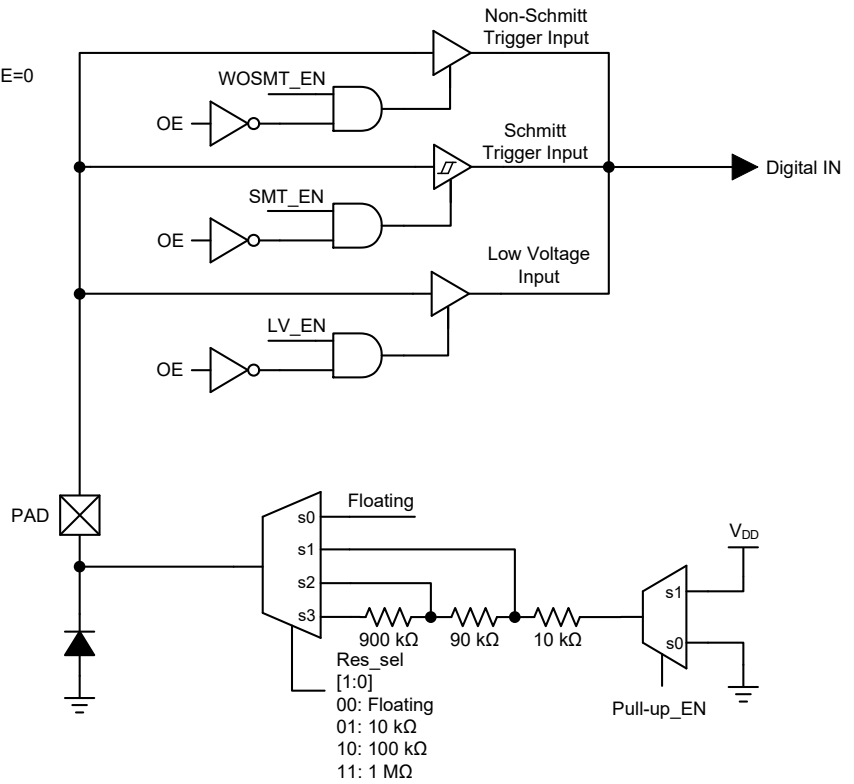 Non-Schmitt
Trigger Input
E=0
WOSMT_EN
OE
Schmitt
Trigger Input
Digital IN
SMT_EN
OE
Low Voltage
Input
LV_EN
OE
PAD
Floating
s0
s1
s2
s3
900 kΩ
90 kΩ
10 kΩ
VDD
s1
s0
Res_sel
[1:0]
00: Floating
01: 10 kΩ
10: 100 kΩ
11: 1 MΩ
Pull-up_EN